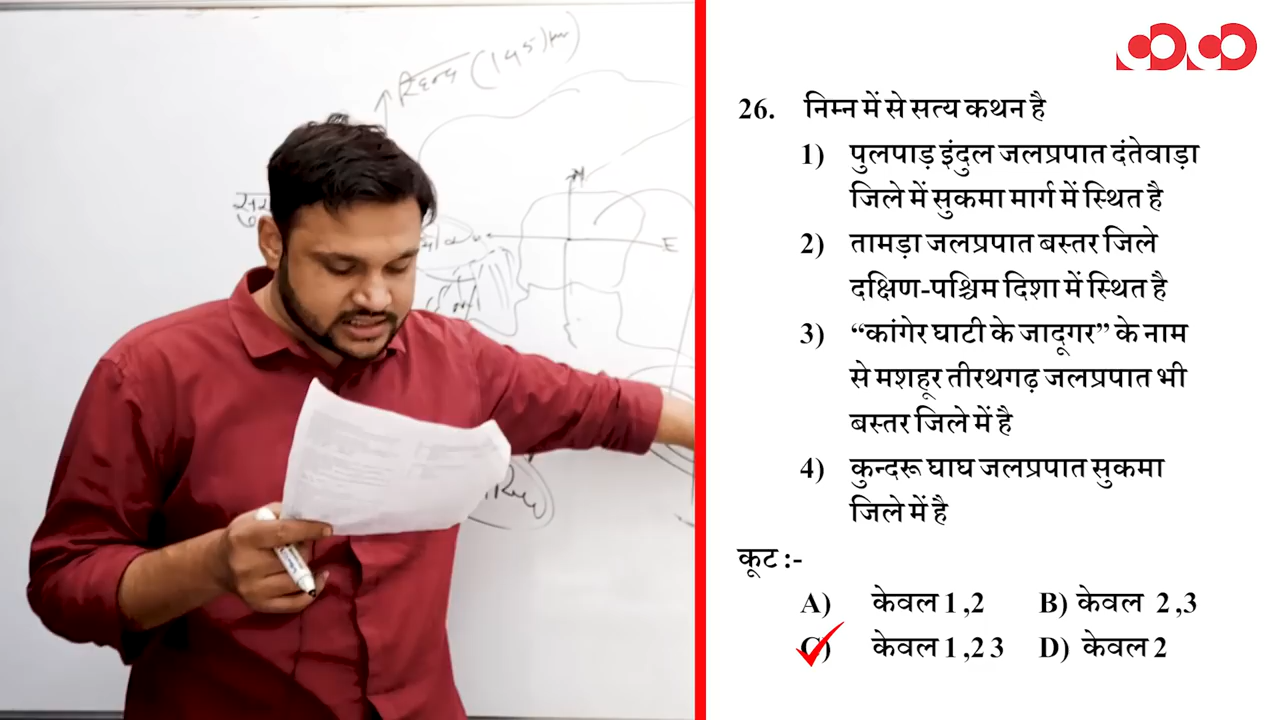 26. निम्न में से सत्य कथन है
1) पुलपाड़ इंदुल जलप्रपात दंतेवाड़ा
जिले में सुकमा मार्ग में स्थित है
2) तामड़ा जलप्रपात बस्तर जिले
दक्षिण-पश्चिम दिशा में स्थित है
3) “कांगेर घाटी के जादूगर” के नाम
से मशहूर तीरथगढ़ जलप्रपात भी
बस्तर जिले में है
4) कुन्दरू घाघ जलप्रपात सुकमा
जिले में है
कूट :-
A) केवल 1 ,2 B) केवल 2 ,3
C) केवल 1 ,2 3 D) केवल 2
N
E